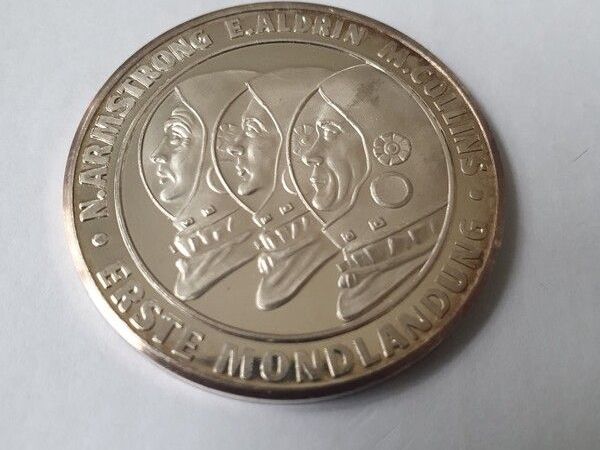 N.ARMSTRONG E.ALDRIN M.COLLINS
• ERSTE MONDLANDUNG •